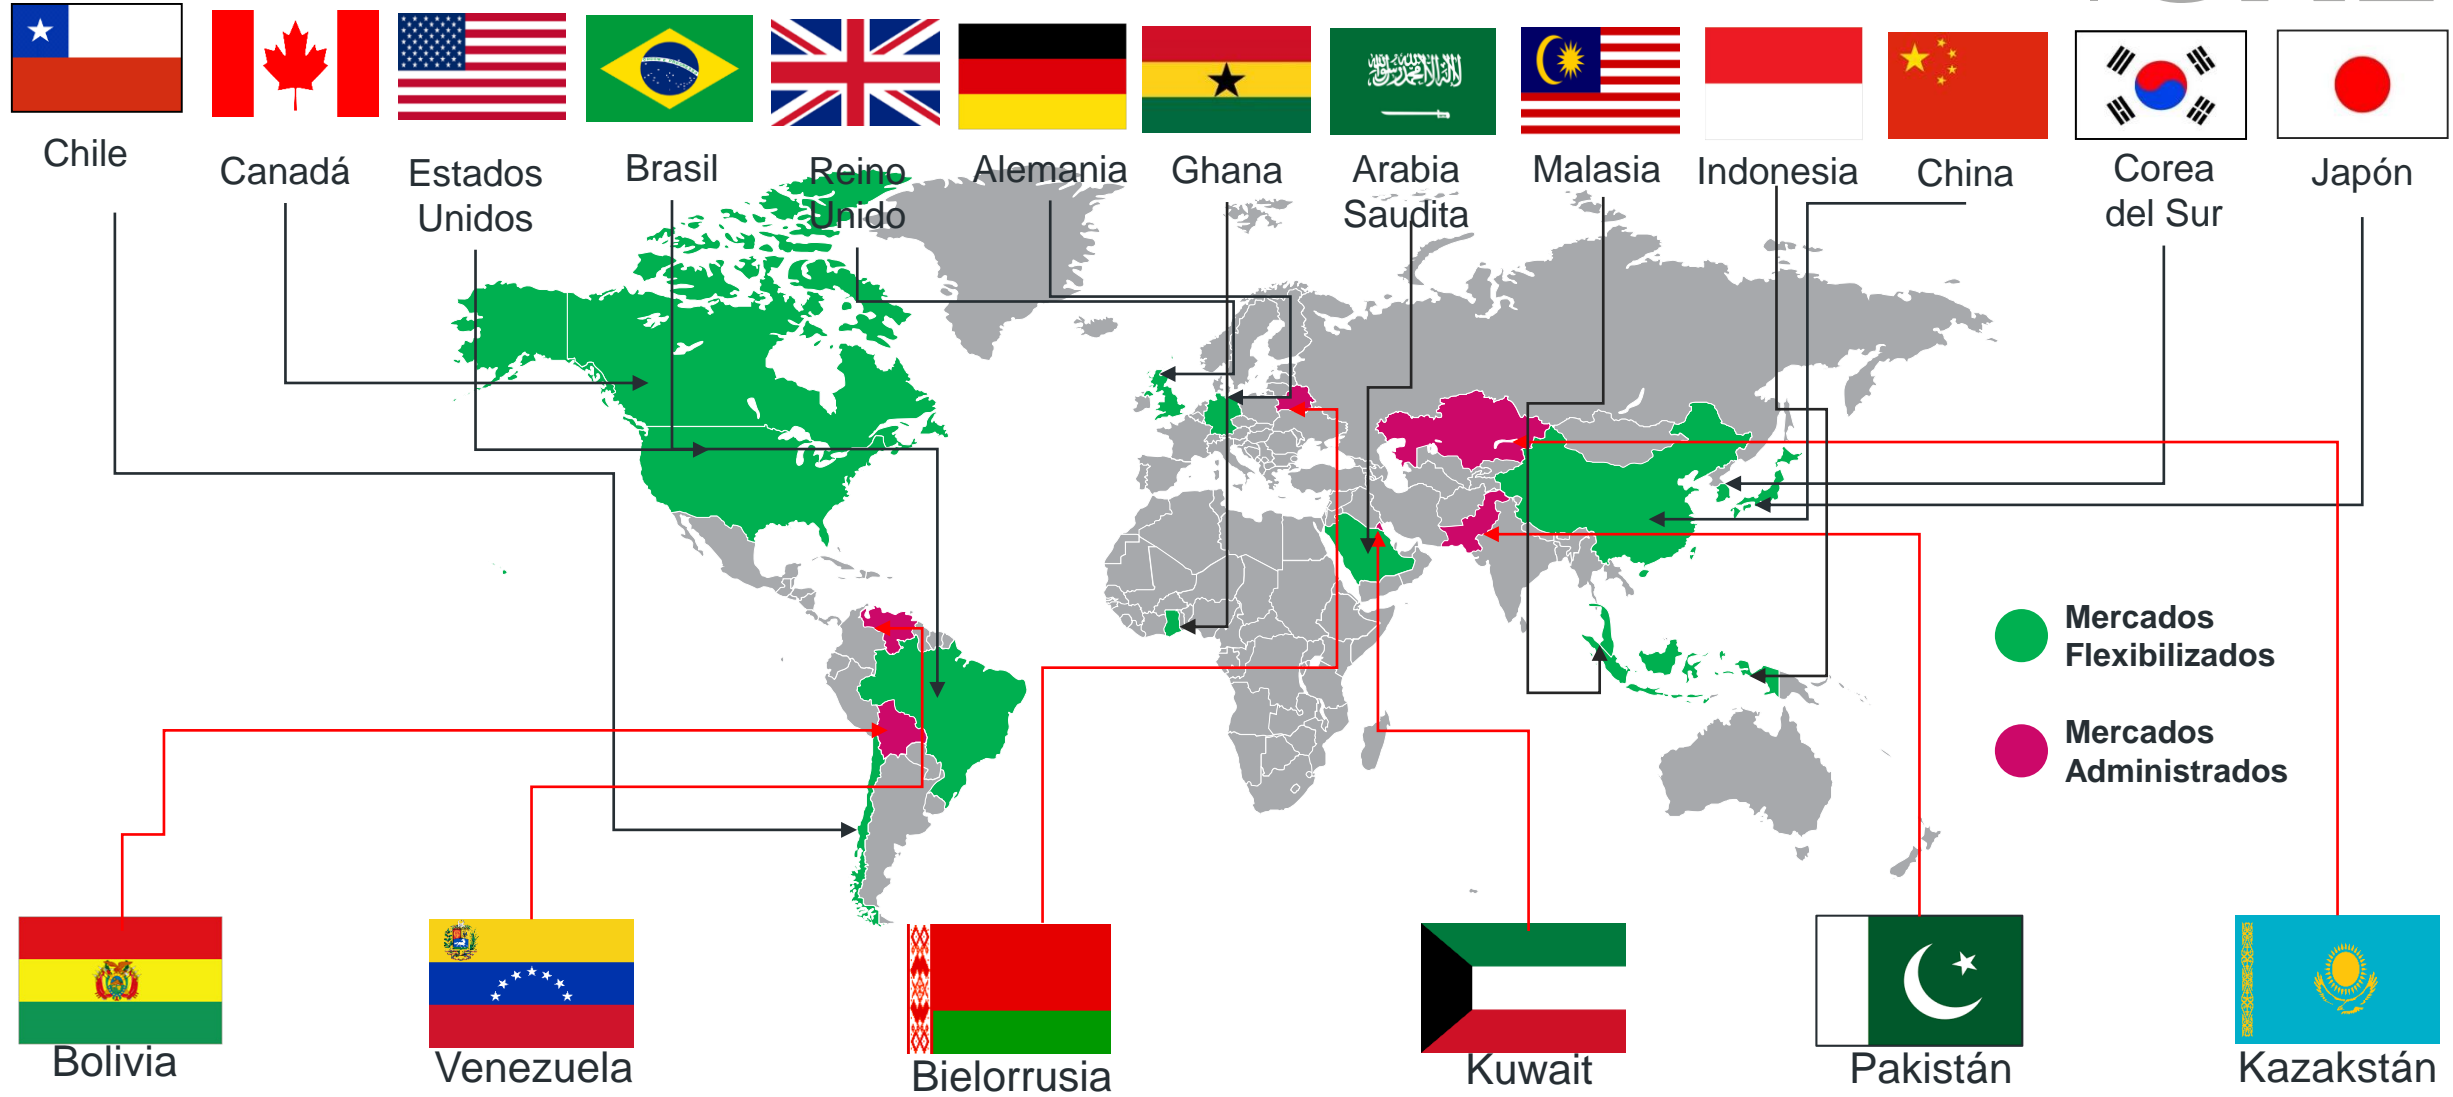 Chile
Canadá
Estados
Unidos
Brasil
Reino
Unido
Alemania
Ghana
Arabia
Saudita
Malasia
Indonesia
China
Corea
del Sur
Japón
Mercados
Flexibilizados
Mercados
Administrados
Bolivia
Venezuela
Bielorrusia
Kuwait
Pakistán
Kazakstán